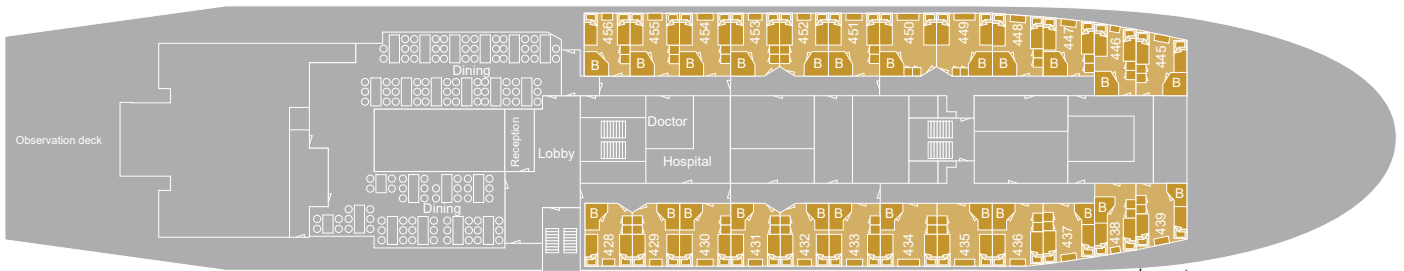 456 455 454 453 452 451 450 449 448 447 446 445
B B B B B B B B B B B B
Dining
Observation deck
Reception
Lobby
Doctor
Hospital
Dining
B B B B B B B B B B B B
428 429 430 431 432 433 434 435 436 437 438 439